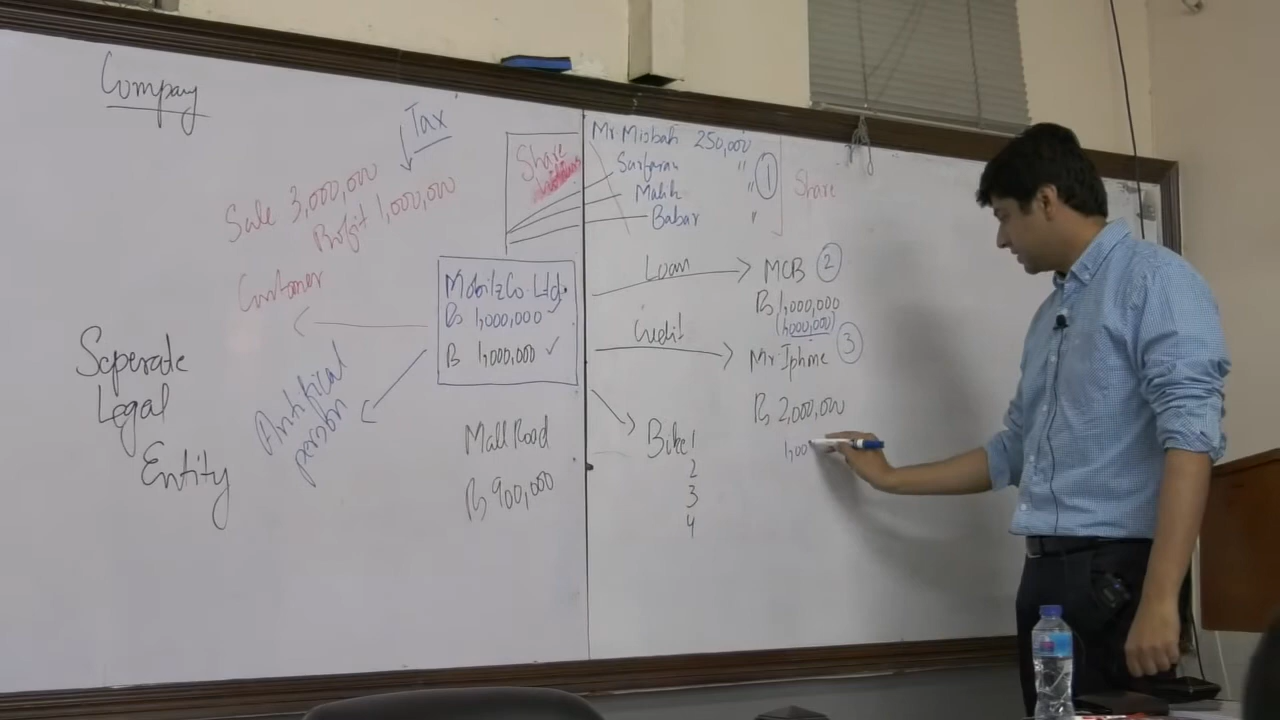 Company
Tax
Sale 3,000,000
Profit 1,000,000
Customer
Seperate
Legal
Entity
Artifical
person
Share
Mobilz Co. Ltd.
Rs 1,000,000
Rs 1,000,000 ✓
Mall Road
Rs 900,000
Mr. Misbah 250,000
Sarfaraz "
Malik "
Babar "
1
Share
Loan
MCB 2
Rs 1,000,000
(1,000,000)
Credit
Mr. Iphone 3
Rs 2,000,000
1,00
Bike 1
2
3
4